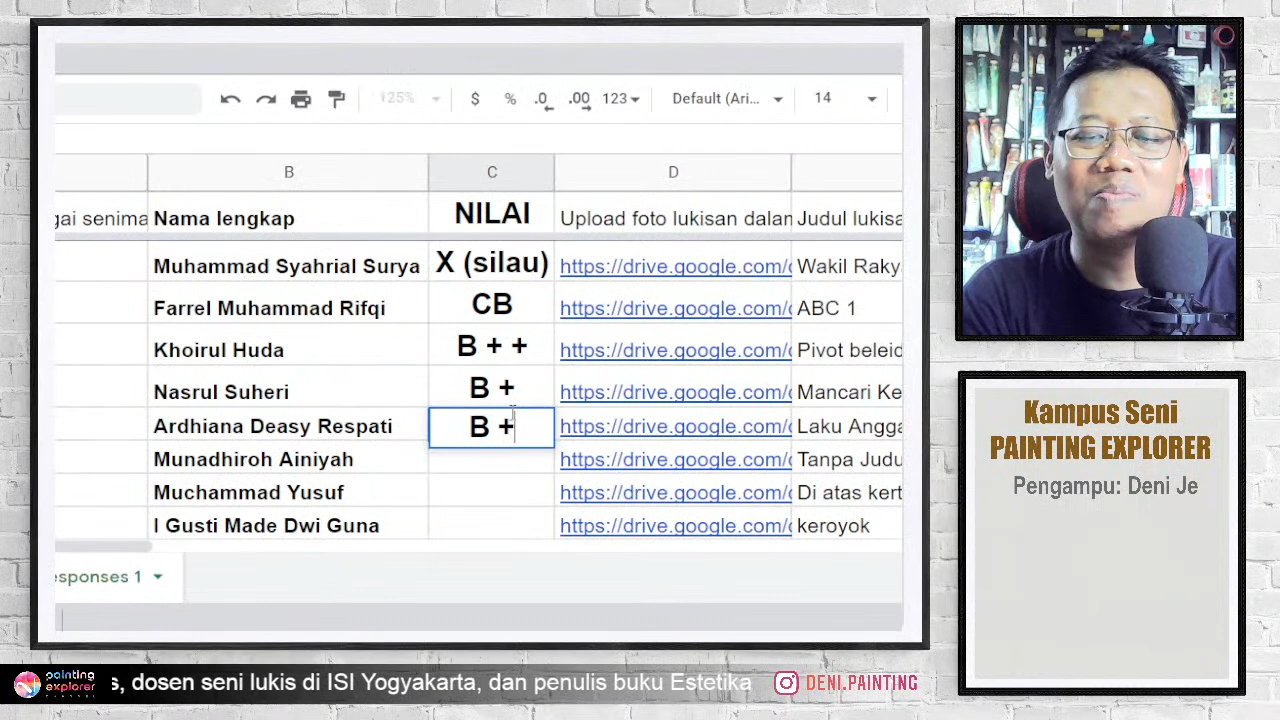 125%
$ % .0 .00 123 Default (Ari... 14
B C D
gai senima Nama lengkap NILAI Upload foto lukisan dalan Judul lukisa
Muhammad Syahrial Surya X (silau) https://drive.google.com/ Wakil Raky
Farrel Muhammad Rifqi CB https://drive.google.com/ ABC 1
Khoirul Huda B + + https://drive.google.com/ Pivot beleid
Nasrul Suheri B + https://drive.google.com/ Mancari Ke
Ardhiana Deasy Respati B + https://drive.google.com/ Laku Angga
Munadhiroh Ainiyah https://drive.google.com/ Tanpa Judu
Muchammad Yusuf https://drive.google.com/ Di atas kert
I Gusti Made Dwi Guna https://drive.google.com/ keroyok
esponses 1
Kampus Seni
PAINTING EXPLORER
Pengampu: Deni Je
painting
explorer
CHANNEL
s, dosen seni lukis di ISI Yogyakarta, dan penulis buku Estetika
DENI.PAINTING